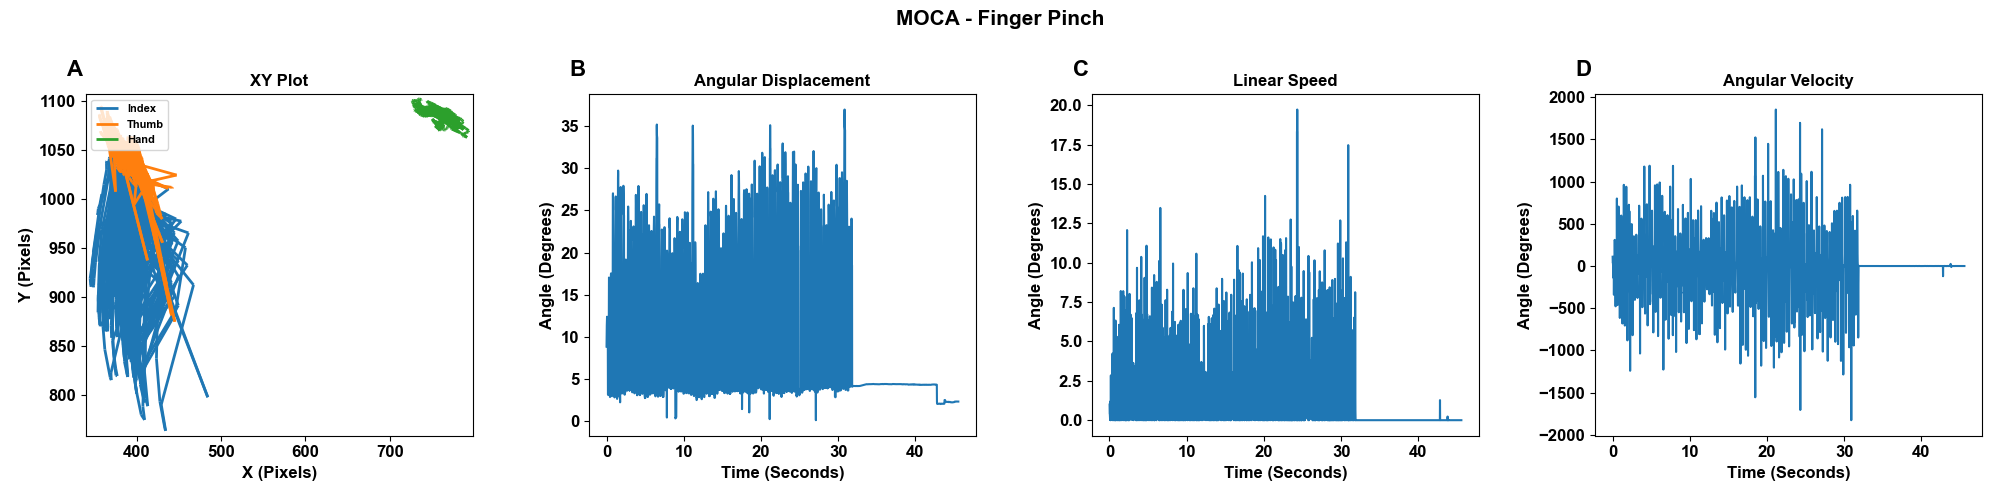 MOCA - Finger Pinch
A
XY Plot
Index
Thumb
Hand
1100
1050
1000
950
900
850
800
Y (Pixels)
400
500
600
700
X (Pixels)
B
Angular Displacement
35
30
25
20
15
10
5
0
Angle (Degrees)
0
10
20
30
40
Time (Seconds)
C
Linear Speed
20.0
17.5
15.0
12.5
10.0
7.5
5.0
2.5
0.0
Angle (Degrees)
0
10
20
30
40
Time (Seconds)
D
Angular Velocity
2000
1500
1000
500
0
−500
−1000
−1500
−2000
Angle (Degrees)
0
10
20
30
40
Time (Seconds)